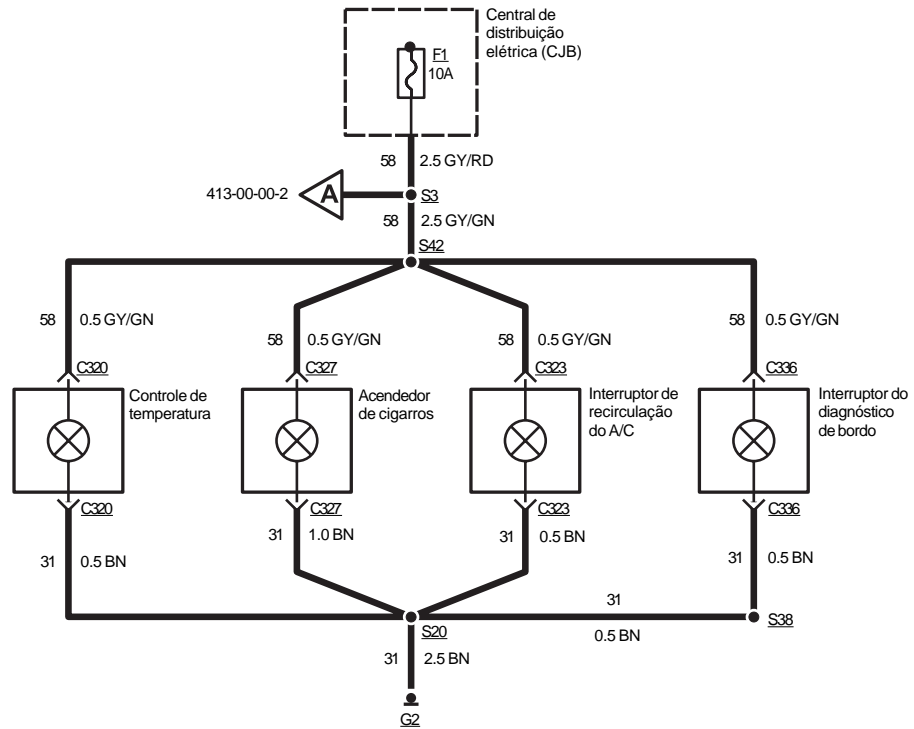 Central de
distribuição
elétrica (CJB)
F1
10A
58 2.5 GY/RD
413-00-00-2 A S3
58 2.5 GY/GN
S42
58 0.5 GY/GN
58 0.5 GY/GN
58 0.5 GY/GN
58 0.5 GY/GN
C320
C327
C323
C336
Controle de
temperatura
Acendedor
de cigarros
Interruptor de
recirculação
do A/C
Interruptor do
diagnóstico
de bordo
C320
C327
C323
C336
31 0.5 BN
31 1.0 BN
31 0.5 BN
31 0.5 BN
31
0.5 BN
S20
S38
31 2.5 BN
G2